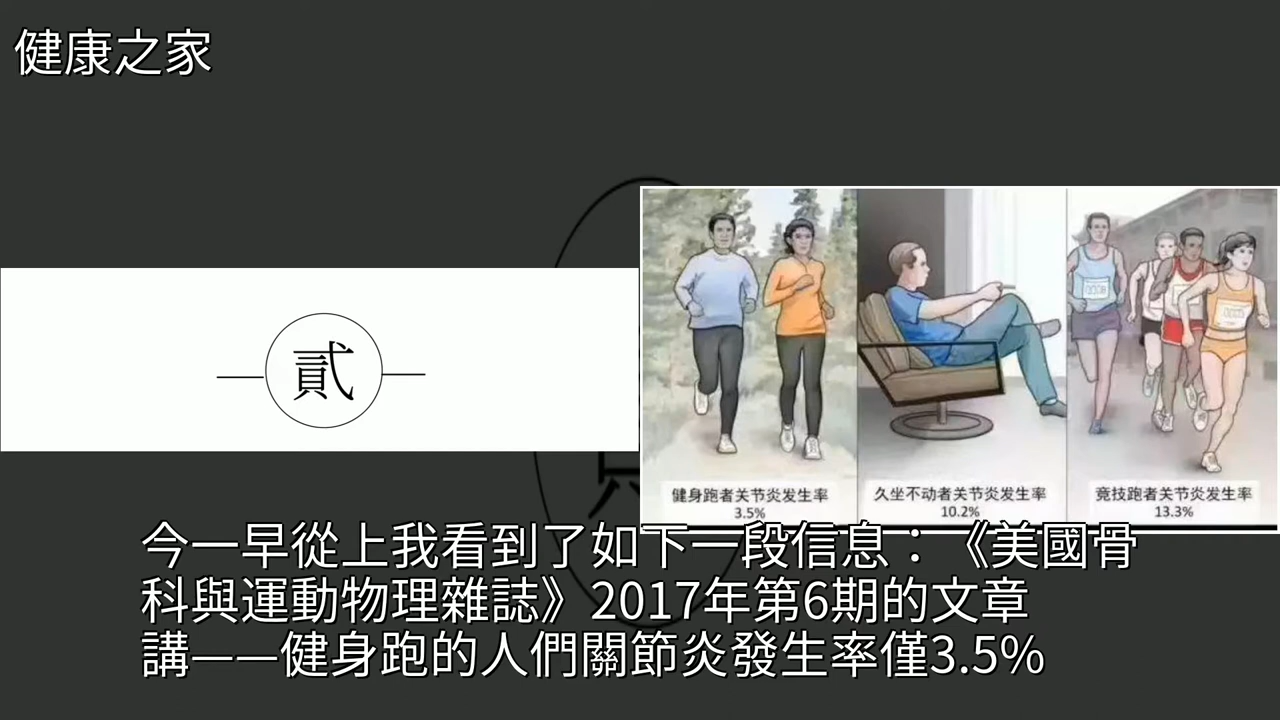 健康之家
貳
健身跑者关节炎发生率
3.5%
久坐不动者关节炎发生率
10.2%
竞技跑者关节炎发生率
13.3%
今一早從上我看到了如下一段信息：《美國骨
科與運動物理雜誌》2017年第6期的文章
講——健身跑的人們關節炎發生率僅3.5%